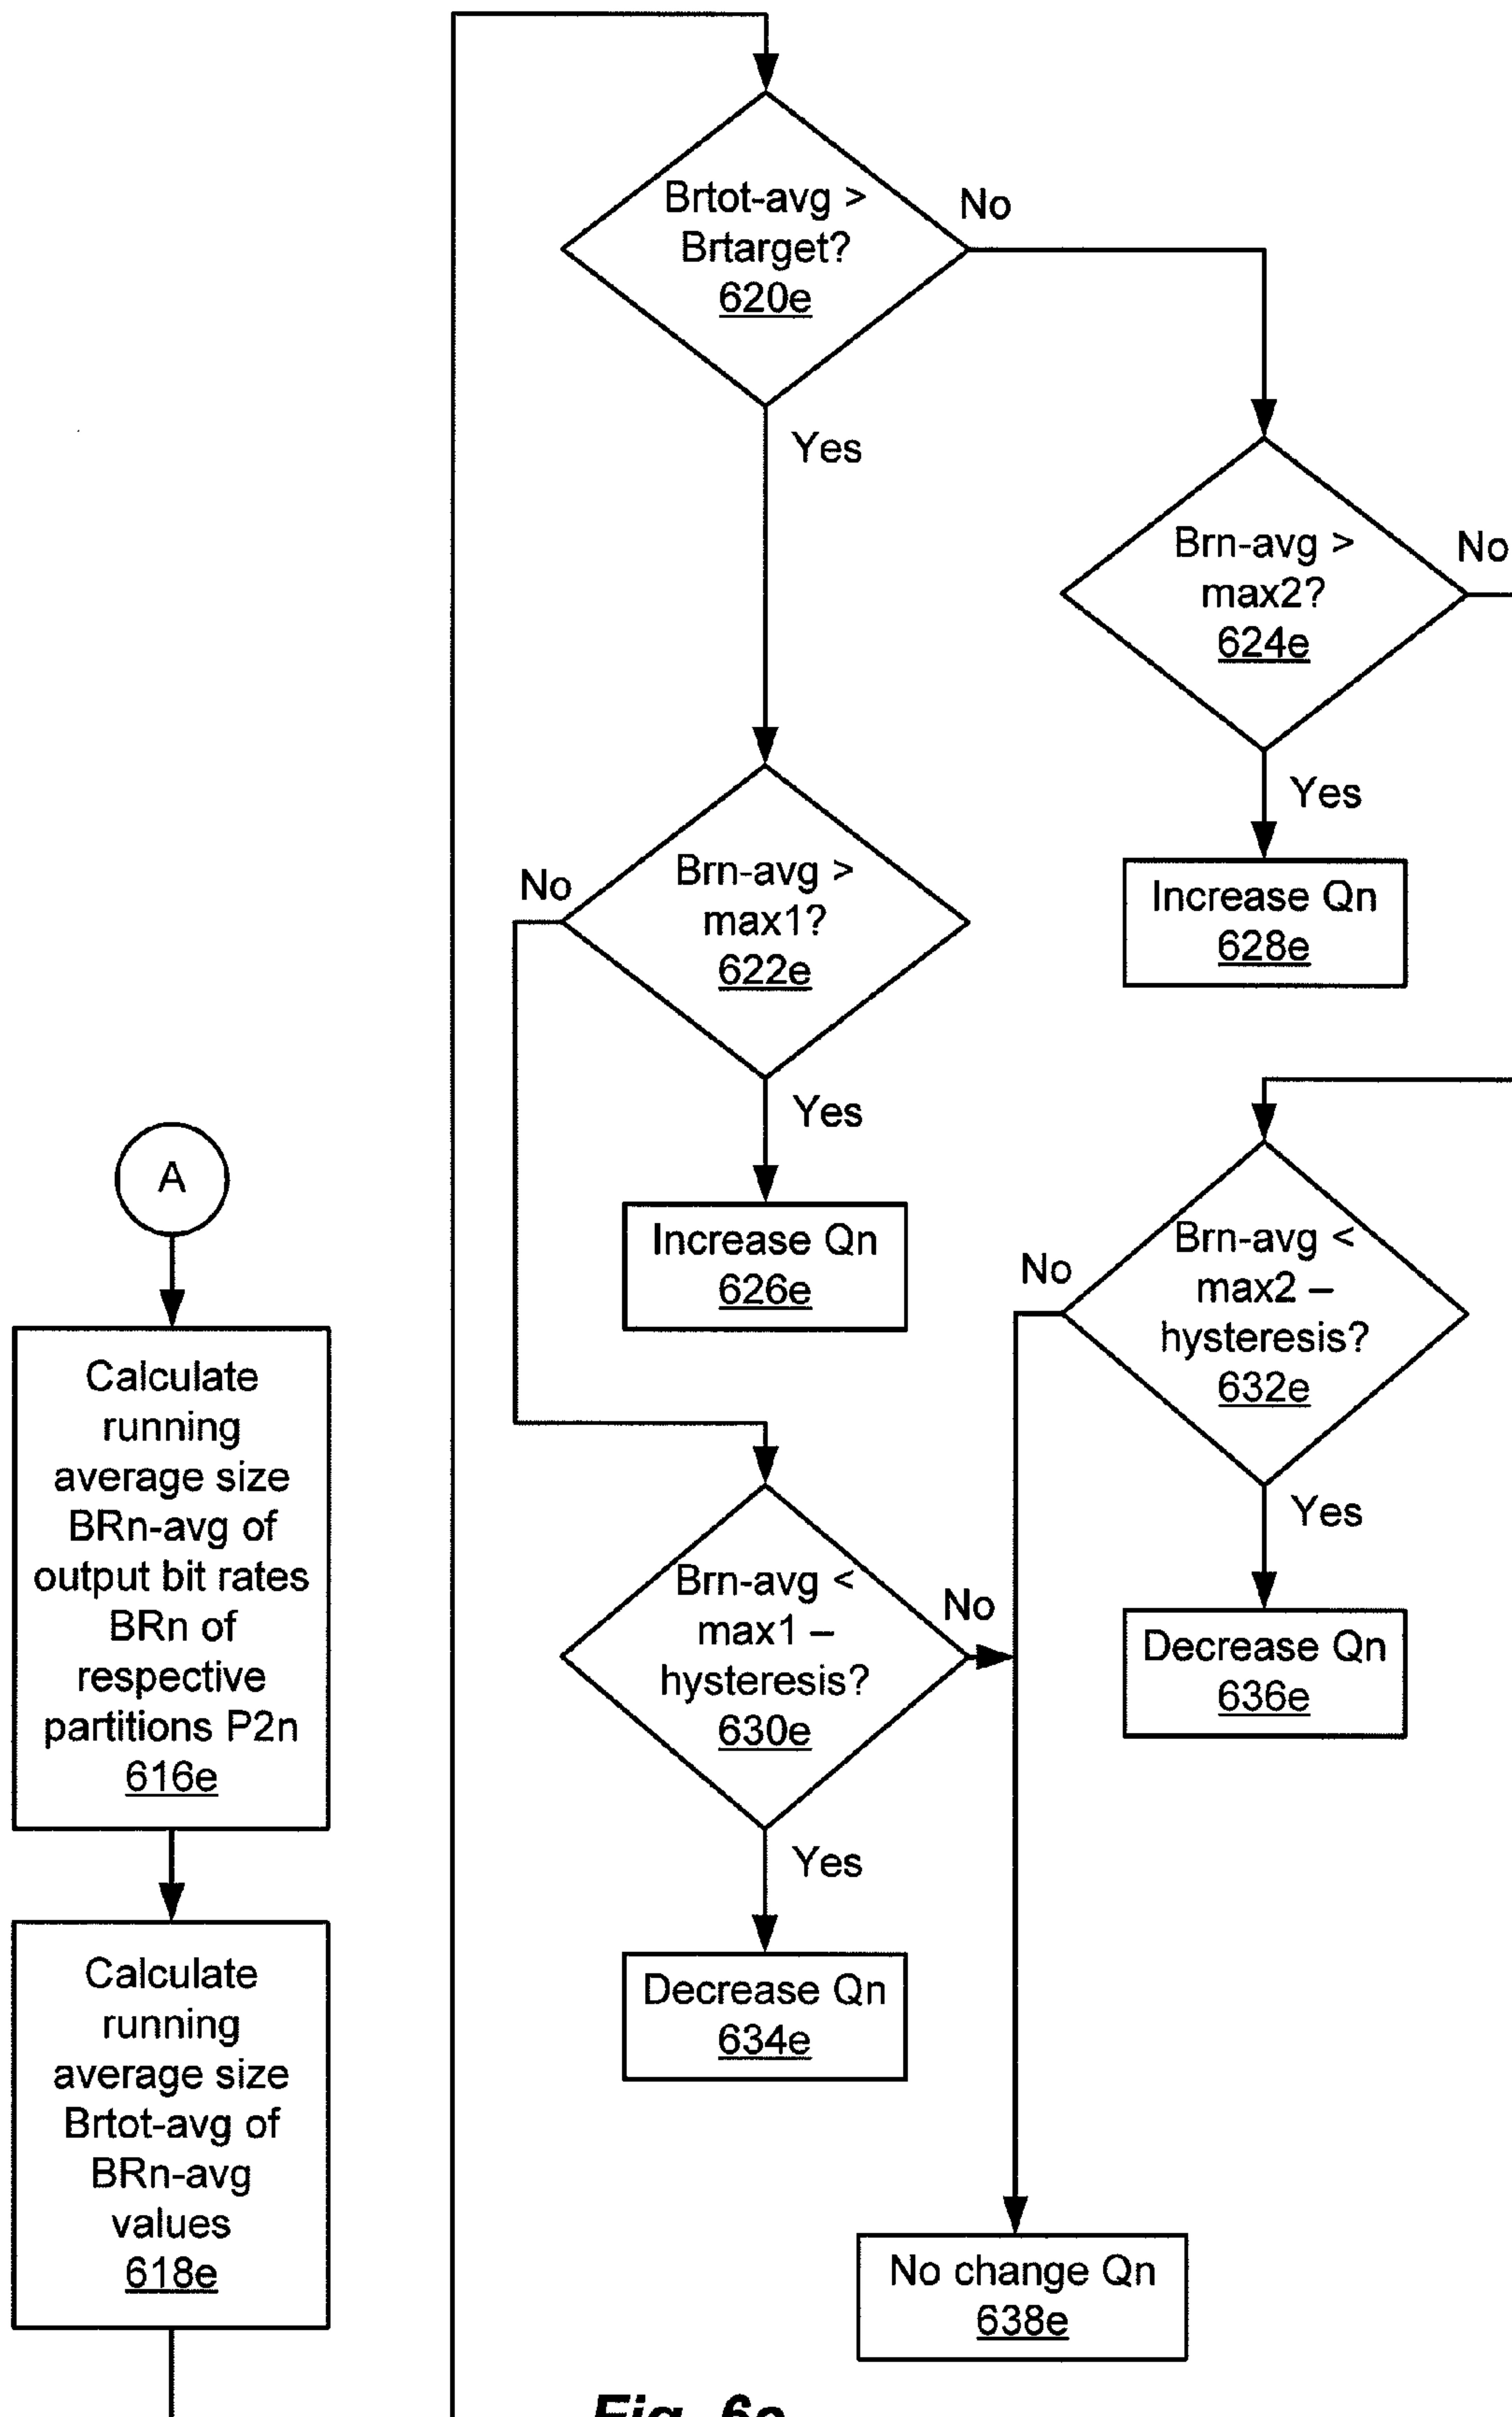 A
Calculate
running
average size
BRn-avg of
output bit rates
BRn of
respective
partitions P2n
616e
Calculate
running
average size
Brtot-avg of
BRn-avg
values
618e
Brtot-avg >
Brtarget?
620e
No
Yes
Brn-avg >
max2?
624e
No
Yes
Increase Qn
628e
Brn-avg >
max1?
622e
No
Yes
Increase Qn
626e
Brn-avg <
max2 –
hysteresis?
632e
No
Yes
Decrease Qn
636e
Brn-avg <
max1 –
hysteresis?
630e
No
Yes
Decrease Qn
634e
No change Qn
638e
Fig. 6e